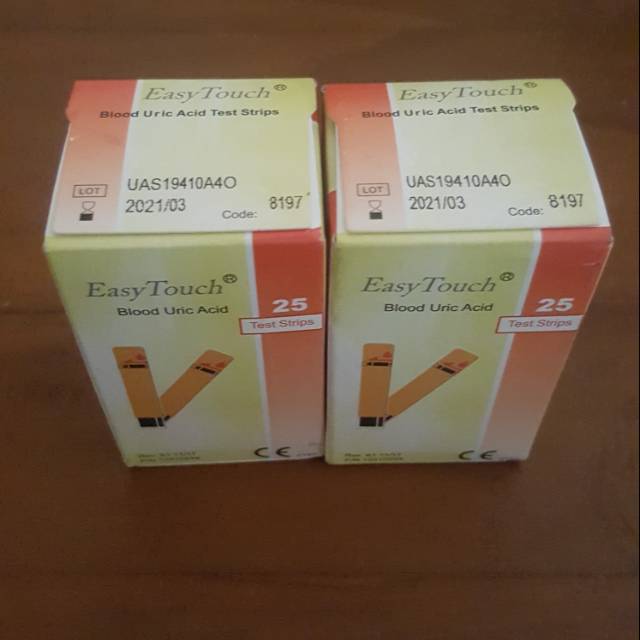 EasyTouch®
Blood Uric Acid Test Strips
LOT UAS19410A4O
2021/03
Code: 8197
EasyTouch®
Blood Uric Acid
25
Test Strips
CE
EasyTouch®
Blood Uric Acid Test Strips
LOT UAS19410A4O
2021/03
Code: 8197
EasyTouch®
Blood Uric Acid
25
Test Strips
CE